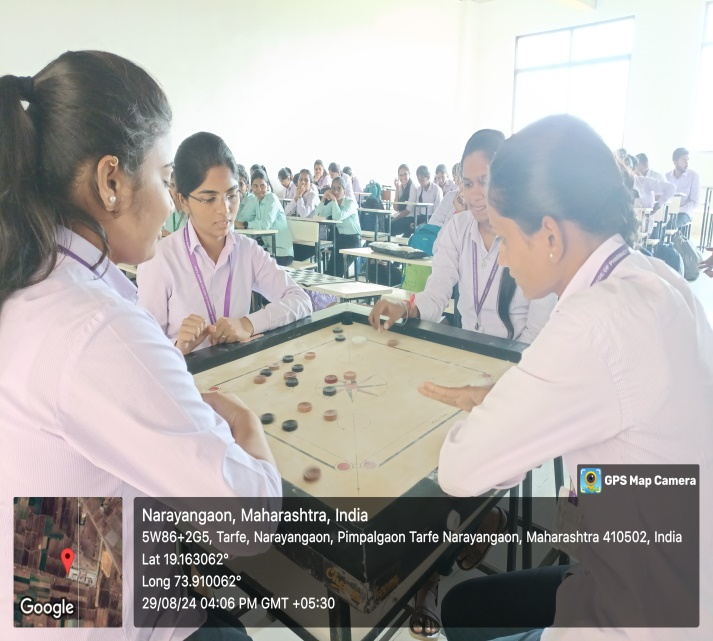 GPS Map Camera
Narayangaon, Maharashtra, India
5W86+2G5, Tarfe, Narayangaon, Pimpalgaon Tarfe Narayangaon, Maharashtra 410502, India
Lat 19.163062°
Long 73.910062°
29/08/24 04:06 PM GMT +05:30
Google